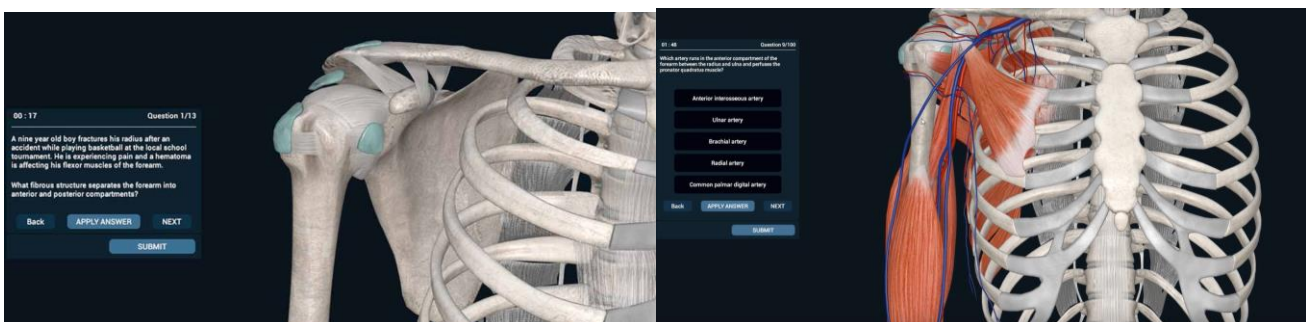 00 : 17 Question 1/13
A nine year old boy fractures his radius after an
accident while playing basketball at the local school
tournament. He is experiencing pain and a hematoma
is affecting his flexor muscles of the forearm.
What fibrous structure separates the forearm into
anterior and posterior compartments?
Back APPLY ANSWER NEXT
SUBMIT
01 : 48 Question 9/100
Which artery runs in the anterior compartment of the
forearm between the radius and ulna and perfuses the
pronator quadratus muscle?
Anterior interosseous artery
Ulnar artery
Brachial artery
Radial artery
Common palmar digital artery
Back APPLY ANSWER NEXT
SUBMIT